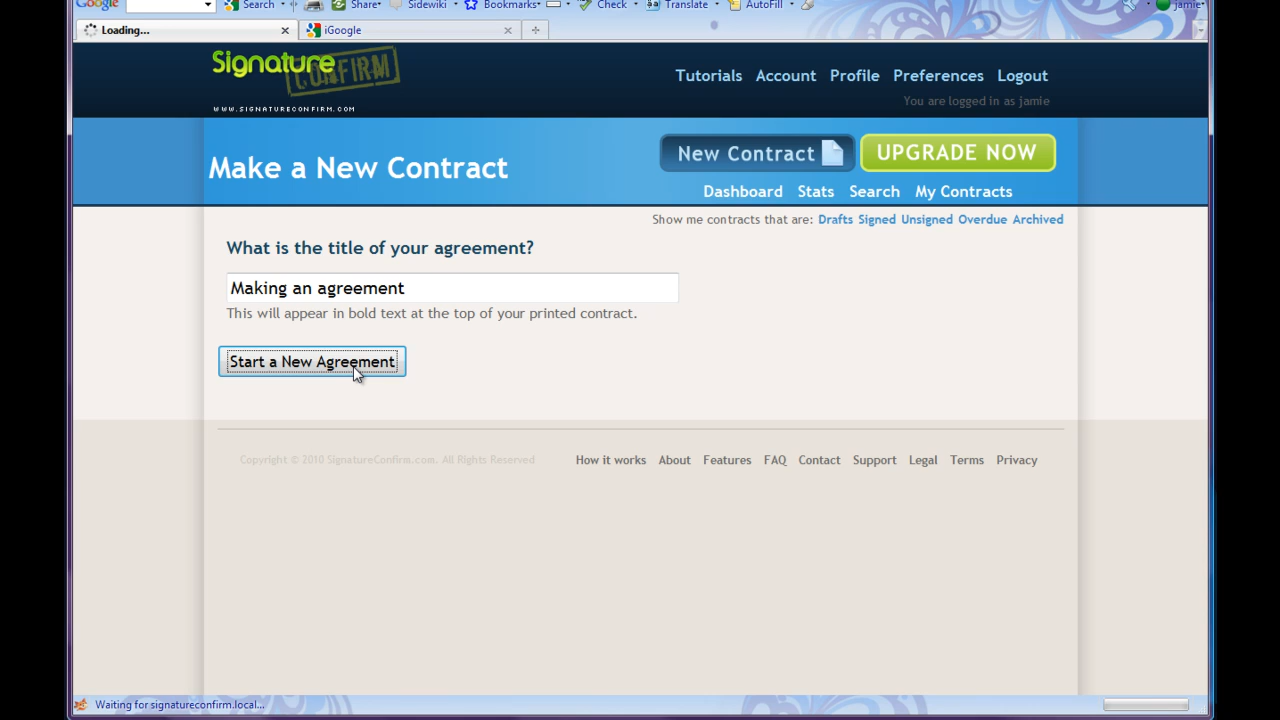 Google Search Share Sidewiki Bookmarks Check Translate AutoFill jamie
Loading... iGoogle
Signature CONFIRM
WWW.SIGNATURECONFIRM.COM
Tutorials Account Profile Preferences Logout
You are logged in as jamie
Make a New Contract
New Contract UPGRADE NOW
Dashboard Stats Search My Contracts
Show me contracts that are: Drafts Signed Unsigned Overdue Archived
What is the title of your agreement?
Making an agreement
This will appear in bold text at the top of your printed contract.
Start a New Agreement
Copyright © 2010 SignatureConfirm.com. All Rights Reserved
How it works About Features FAQ Contact Support Legal Terms Privacy
Waiting for signatureconfirm.local...